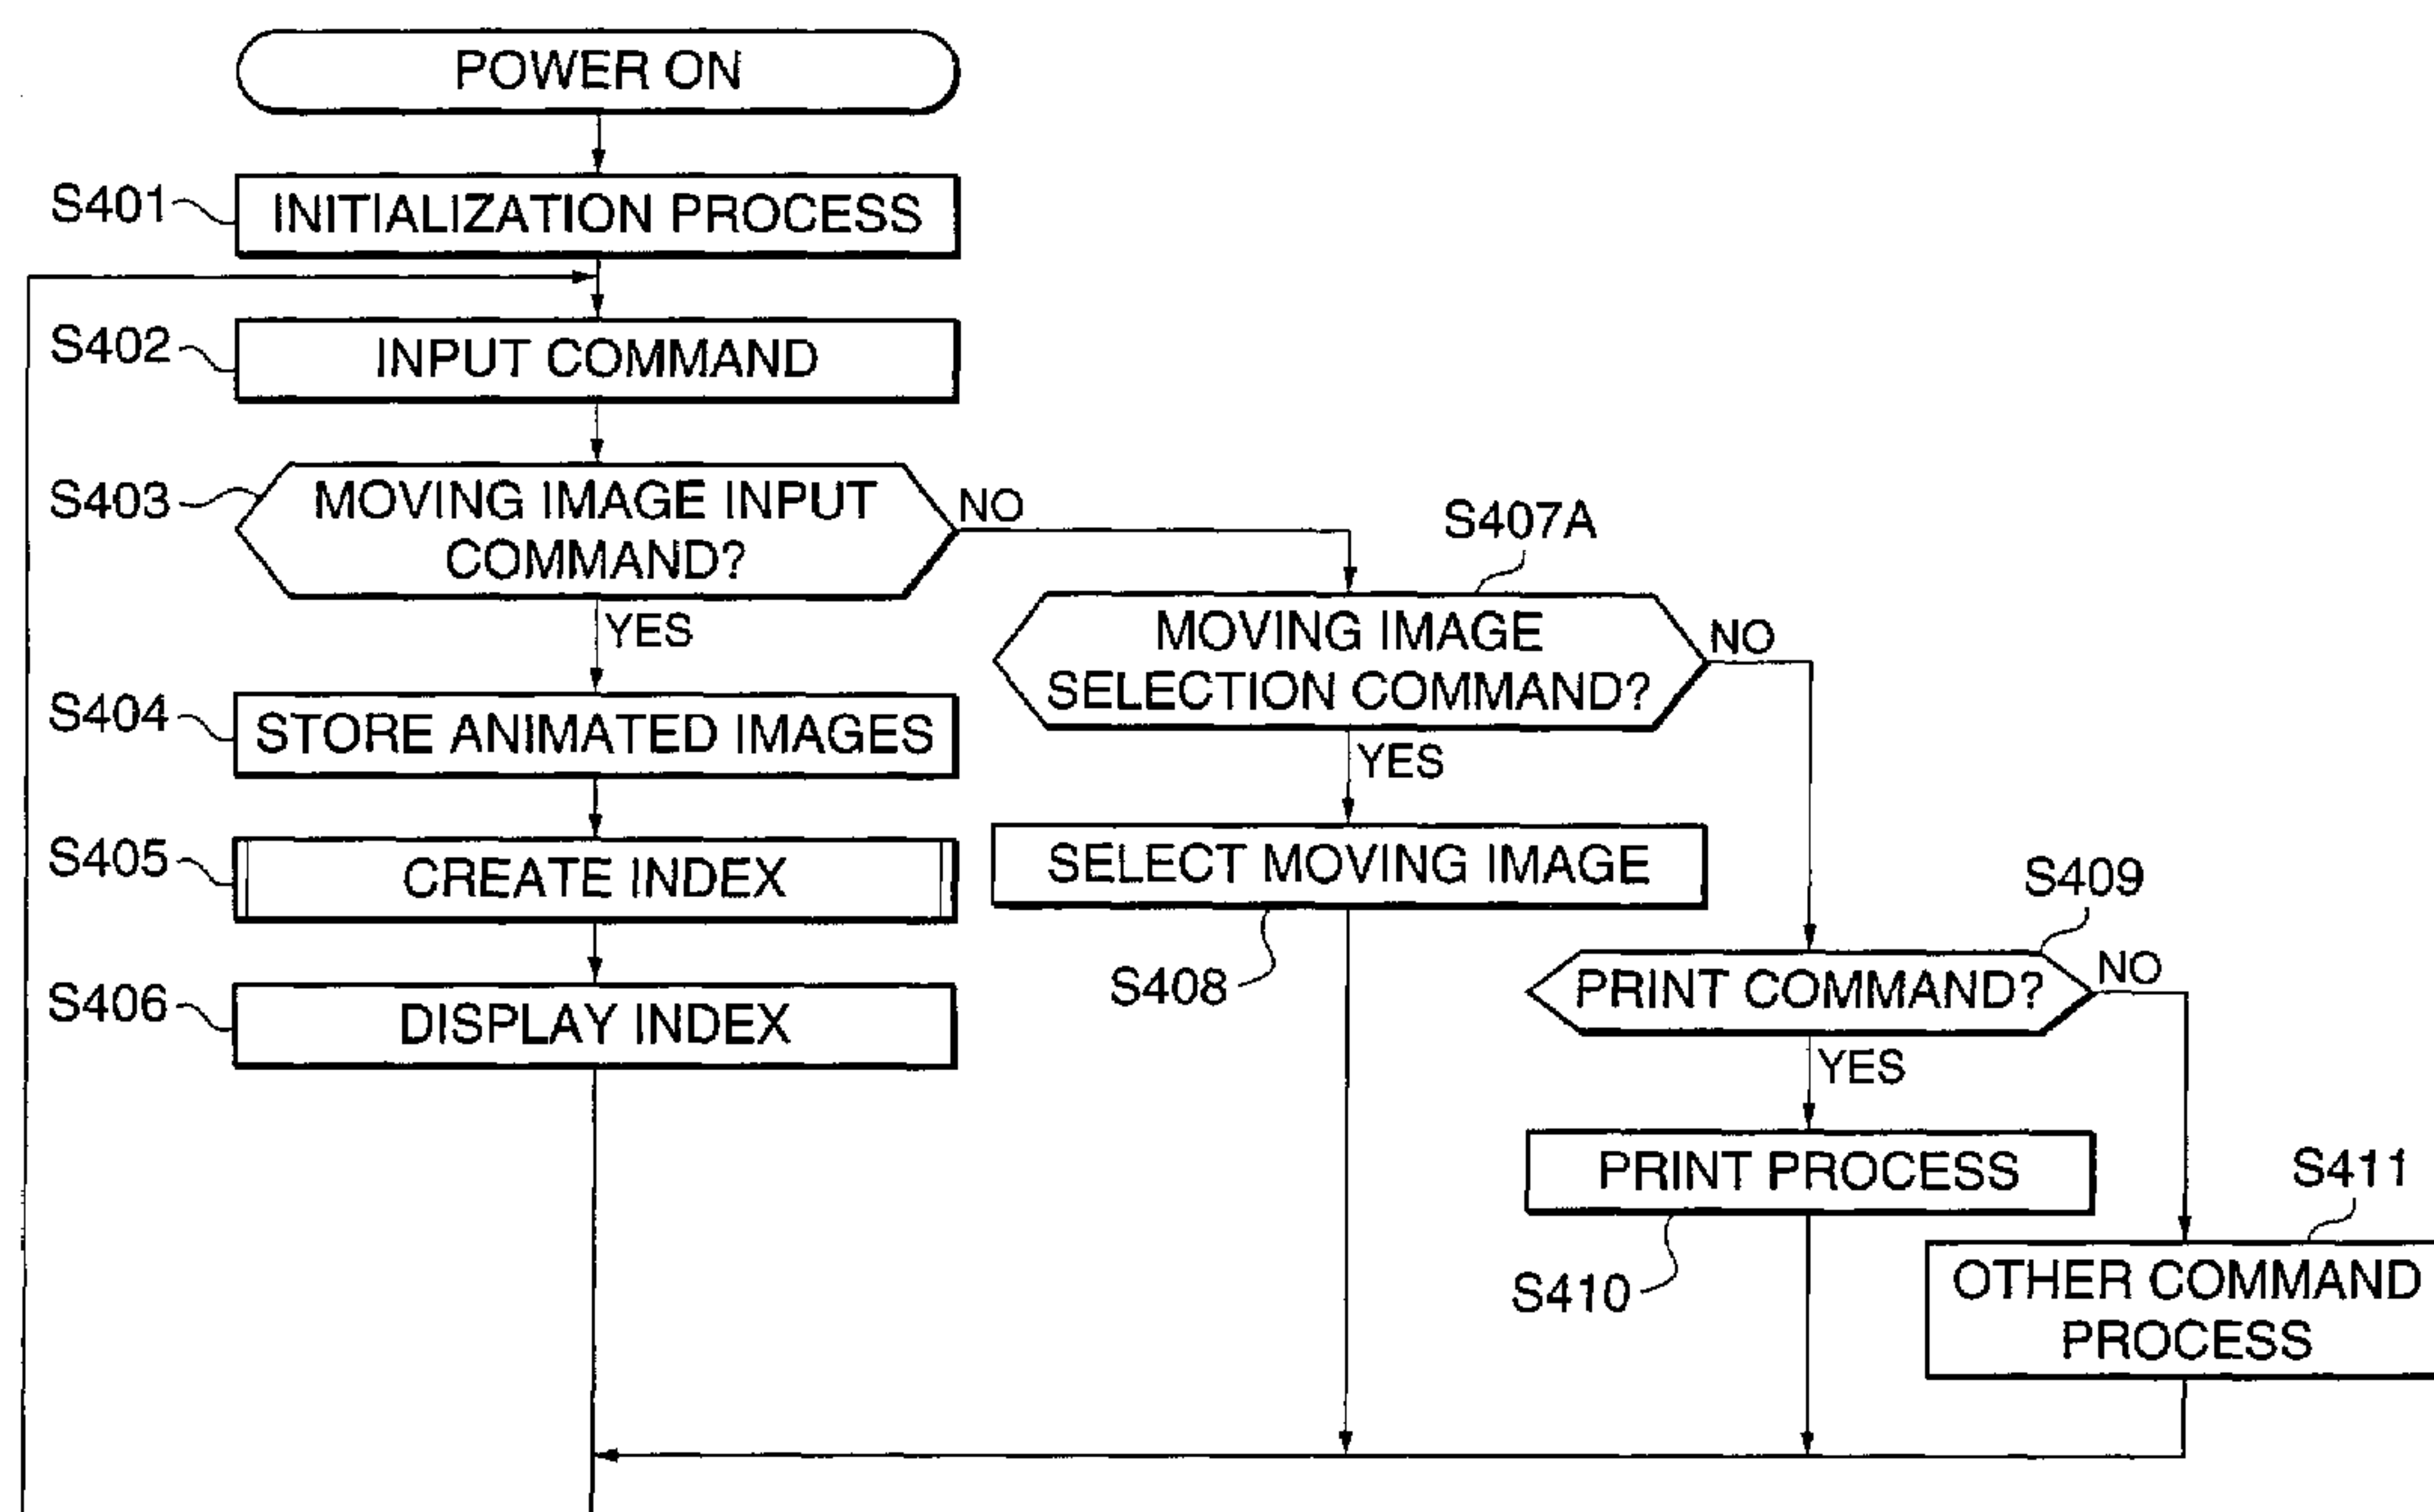 POWER ON
S401
INITIALIZATION PROCESS
S402
INPUT COMMAND
S403
MOVING IMAGE INPUT
COMMAND?
NO
YES
S404
STORE ANIMATED IMAGES
S405
CREATE INDEX
S406
DISPLAY INDEX
S407A
MOVING IMAGE
SELECTION COMMAND?
NO
YES
SELECT MOVING IMAGE
S408
S409
PRINT COMMAND?
NO
YES
PRINT PROCESS
S410
S411
OTHER COMMAND
PROCESS